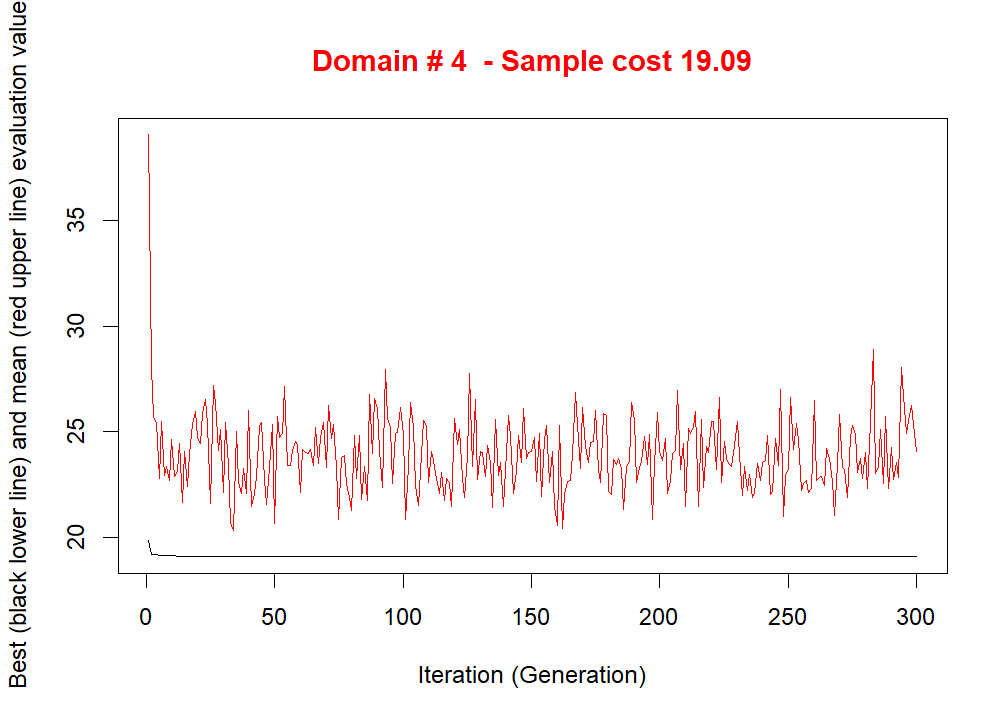 Domain # 4  - Sample cost 19.09
Best (black lower line) and mean (red upper line) evaluation value
35
30
25
20
0 50 100 150 200 250 300
Iteration (Generation)